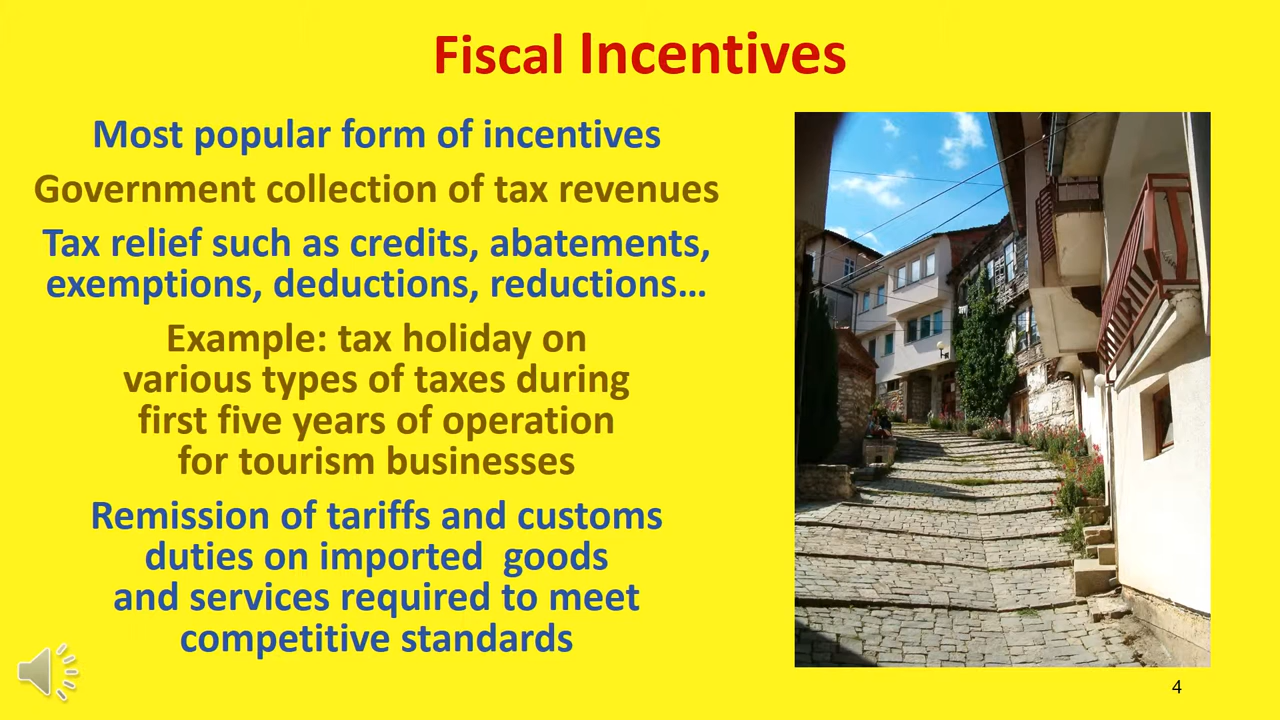 Fiscal Incentives
Most popular form of incentives
Government collection of tax revenues
Tax relief such as credits, abatements,
exemptions, deductions, reductions…
Example: tax holiday on
various types of taxes during
first five years of operation
for tourism businesses
Remission of tariffs and customs
duties on imported  goods
and services required to meet
competitive standards
4